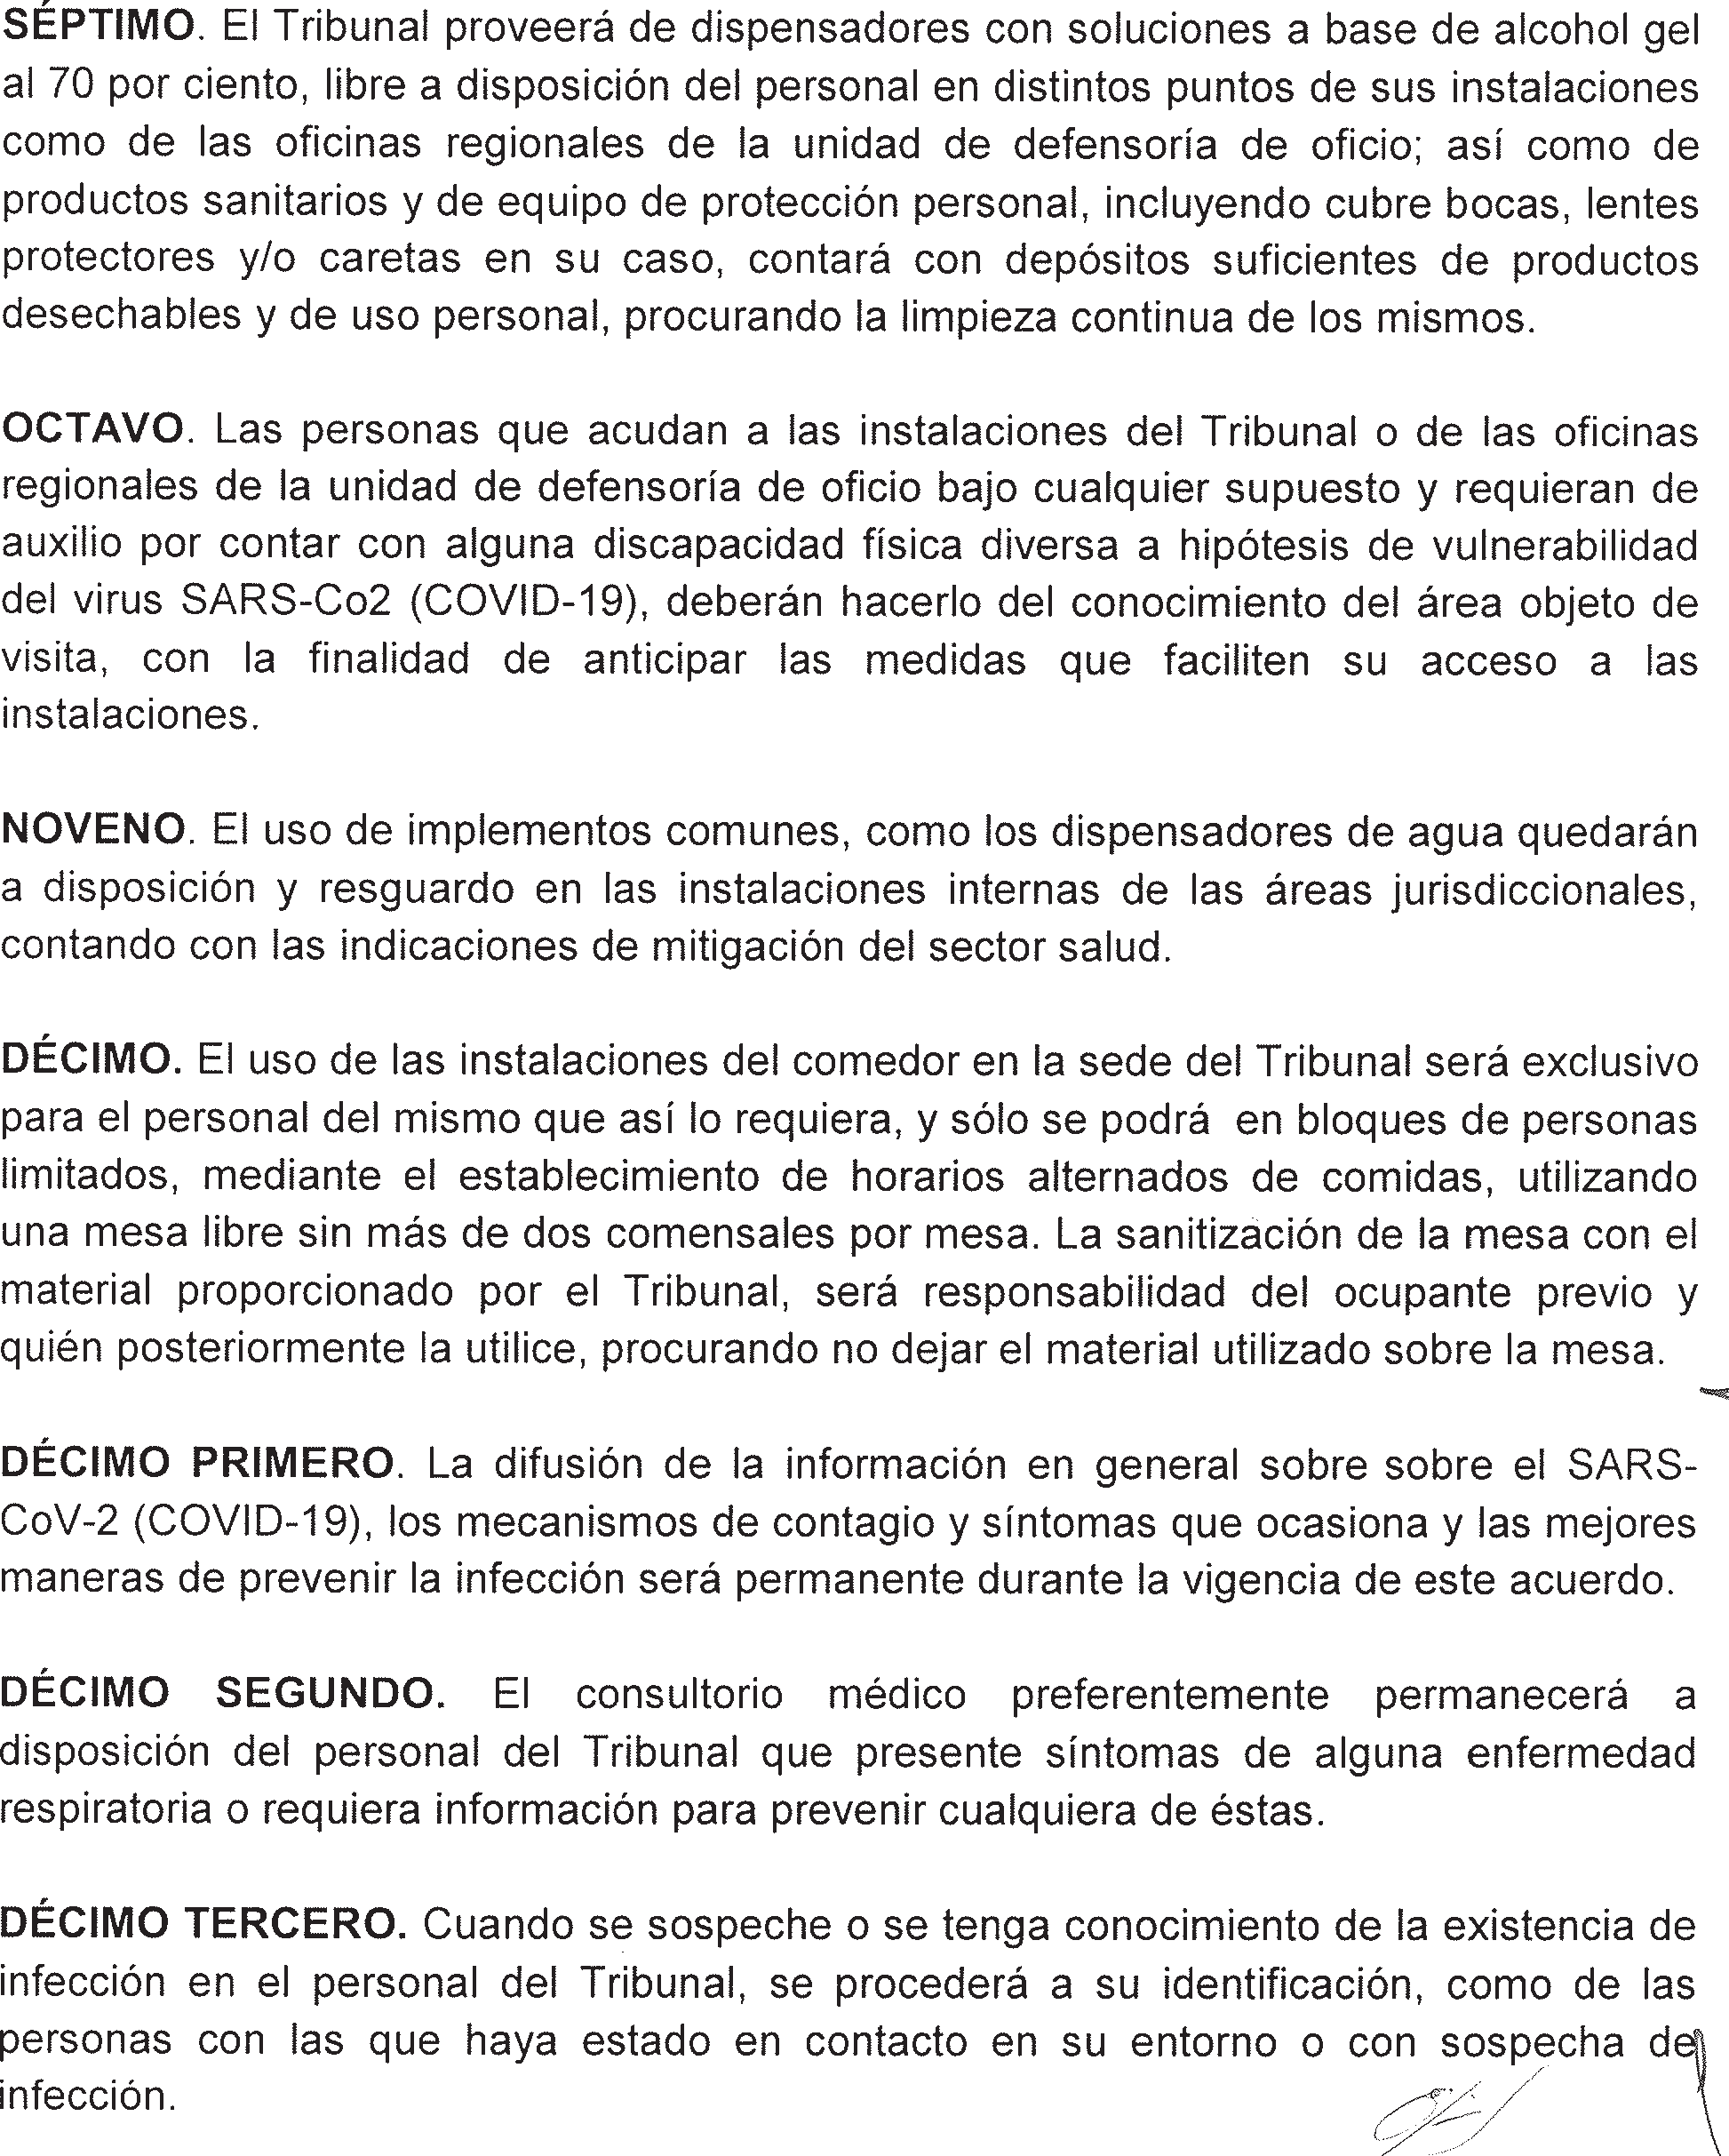 SÉPTIMO. El Tribunal proveerá de dispensadores con soluciones a base de alcohol gel
al 70 por ciento, libre a disposición del personal en distintos puntos de sus instalaciones
como de las oficinas regionales de la unidad de defensoría de oficio; así como de
productos sanitarios y de equipo de protección personal, incluyendo cubre bocas, lentes
protectores y/o caretas en su caso, contará con depósitos suficientes de productos
desechables y de uso personal, procurando la limpieza continua de los mismos.
OCTAVO. Las personas que acudan a las instalaciones del Tribunal o de las oficinas
regionales de la unidad de defensoría de oficio bajo cualquier supuesto y requieran de
auxilio por contar con alguna discapacidad física diversa a hipótesis de vulnerabilidad
del virus SARS-Co2 (COVID-19), deberán hacerlo del conocimiento del área objeto de
visita, con la finalidad de anticipar las medidas que faciliten su acceso a las
instalaciones.
NOVENO. El uso de implementos comunes, como los dispensadores de agua quedarán
a disposición y resguardo en las instalaciones internas de las áreas jurisdiccionales,
contando con las indicaciones de mitigación del sector salud.
DÉCIMO. El uso de las instalaciones del comedor en la sede del Tribunal será exclusivo
para el personal del mismo que así lo requiera, y sólo se podrá en bloques de personas
limitados, mediante el establecimiento de horarios alternados de comidas, utilizando
una mesa libre sin más de dos comensales por mesa. La sanitización de la mesa con el
material proporcionado por el Tribunal, será responsabilidad del ocupante previo y
quién posteriormente la utilice, procurando no dejar el material utilizado sobre la mesa.
DÉCIMO PRIMERO. La difusión de la información en general sobre sobre el SARS-
CoV-2 (COVID-19), los mecanismos de contagio y síntomas que ocasiona y las mejores
maneras de prevenir la infección será permanente durante la vigencia de este acuerdo.
DÉCIMO SEGUNDO. El consultorio médico preferentemente permanecerá a
disposición del personal del Tribunal que presente síntomas de alguna enfermedad
respiratoria o requiera información para prevenir cualquiera de éstas.
DÉCIMO TERCERO. Cuando se sospeche o se tenga conocimiento de la existencia de
infección en el personal del Tribunal, se procederá a su identificación, como de las
personas con las que haya estado en contacto en su entorno o con sospecha de
infección.